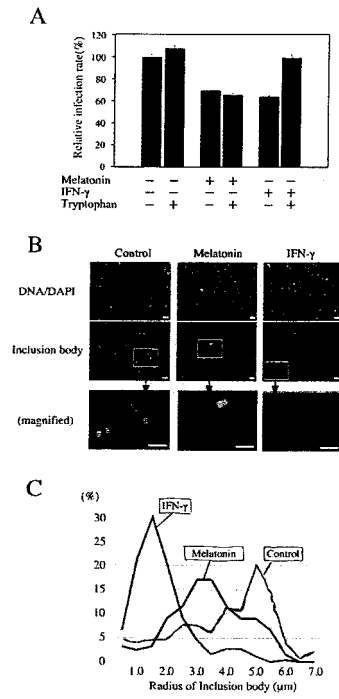 A
Relative infection rate(%)
120
100
80
60
40
20
0
Melatonin − − + + − −
IFN-γ − − − − + +
Tryptophan − + − + − +
B
Control Melatonin IFN-γ
DNA/DAPI
Inclusion body
(magnified)
C
(%)
30
25
20
15
10
5
0
IFN-γ
Melatonin
Control
1.0 2.0 3.0 4.0 5.0 6.0 7.0
Radius of Inclusion body (μm)